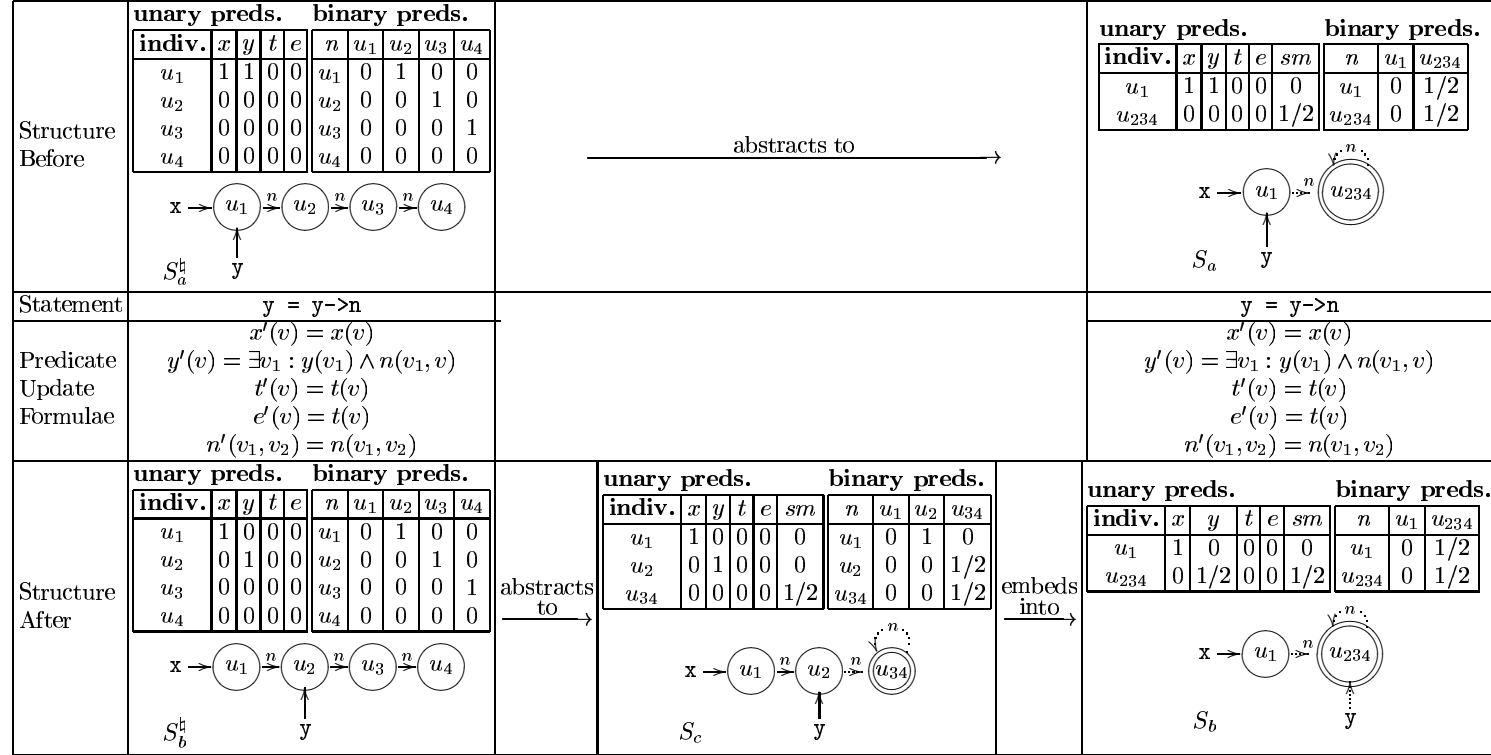 unary preds. binary preds.
indiv. x y t e n u₁ u₂ u₃ u₄
u₁ 1 1 0 0 u₁ 0 1 0 0
u₂ 0 0 0 0 u₂ 0 0 1 0
u₃ 0 0 0 0 u₃ 0 0 0 1
u₄ 0 0 0 0 u₄ 0 0 0 0
Structure
Before
x u₁ n u₂ n u₃ n u₄
y
S♮a
abstracts to
unary preds. binary preds.
indiv. x y t e sm n u₁ u₂₃₄
u₁ 1 1 0 0 0 u₁ 0 1/2
u₂₃₄ 0 0 0 0 1/2 u₂₃₄ 0 1/2
n
x u₁ n u₂₃₄
y
Sa
Statement y = y->n y = y->n
Predicate
Update
Formulae
x′(v) = x(v)
y′(v) = ∃v₁ : y(v₁) ∧ n(v₁, v)
t′(v) = t(v)
e′(v) = t(v)
n′(v₁, v₂) = n(v₁, v₂)
x′(v) = x(v)
y′(v) = ∃v₁ : y(v₁) ∧ n(v₁, v)
t′(v) = t(v)
e′(v) = t(v)
n′(v₁, v₂) = n(v₁, v₂)
Structure
After
unary preds. binary preds.
indiv. x y t e n u₁ u₂ u₃ u₄
u₁ 1 0 0 0 u₁ 0 1 0 0
u₂ 0 1 0 0 u₂ 0 0 1 0
u₃ 0 0 0 0 u₃ 0 0 0 1
u₄ 0 0 0 0 u₄ 0 0 0 0
x u₁ n u₂ n u₃ n u₄
y
S♮b
abstracts
to
unary preds. binary preds.
indiv. x y t e sm n u₁ u₂ u₃₄
u₁ 1 0 0 0 0 u₁ 0 1 0
u₂ 0 1 0 0 0 u₂ 0 0 1/2
u₃₄ 0 0 0 0 1/2 u₃₄ 0 0 1/2
n
x u₁ n u₂ n u₃₄
y
Sc
embeds
into
unary preds. binary preds.
indiv. x y t e sm n u₁ u₂₃₄
u₁ 1 0 0 0 0 u₁ 0 1/2
u₂₃₄ 0 1/2 0 0 1/2 u₂₃₄ 0 1/2
n
x u₁ n u₂₃₄
y
Sb